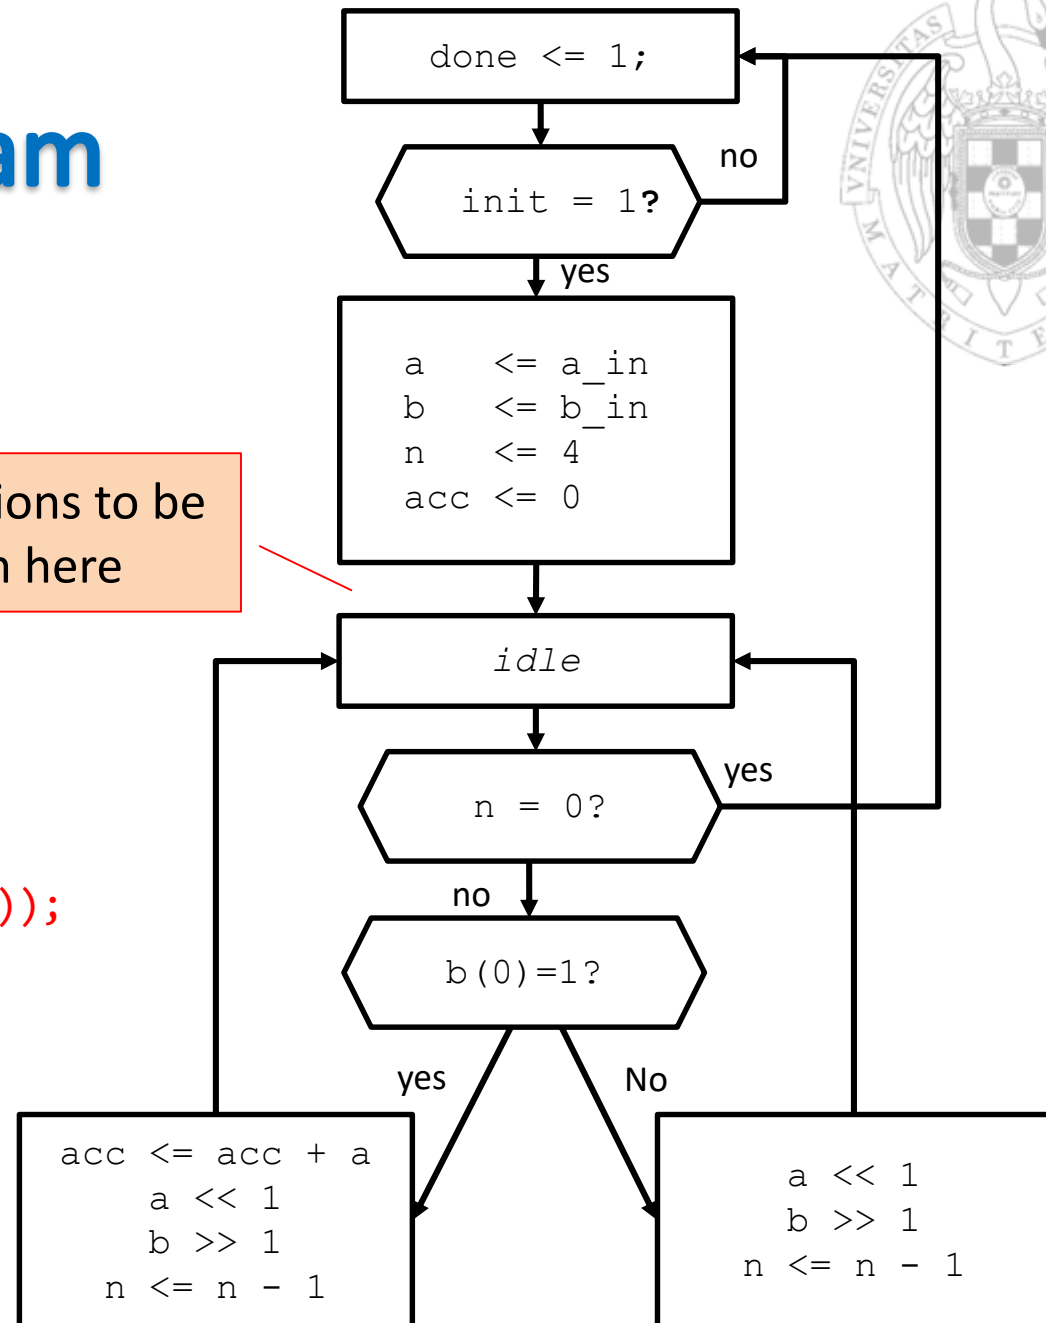 am
done <= 1;
init = 1?
no
yes
a <= a_in
b <= b_in
n <= 4
acc <= 0
ions to be
n here
idle
n = 0?
yes
no
));
b(0)=1?
yes
No
acc <= acc + a
a << 1
b >> 1
n <= n - 1
a << 1
b >> 1
n <= n - 1